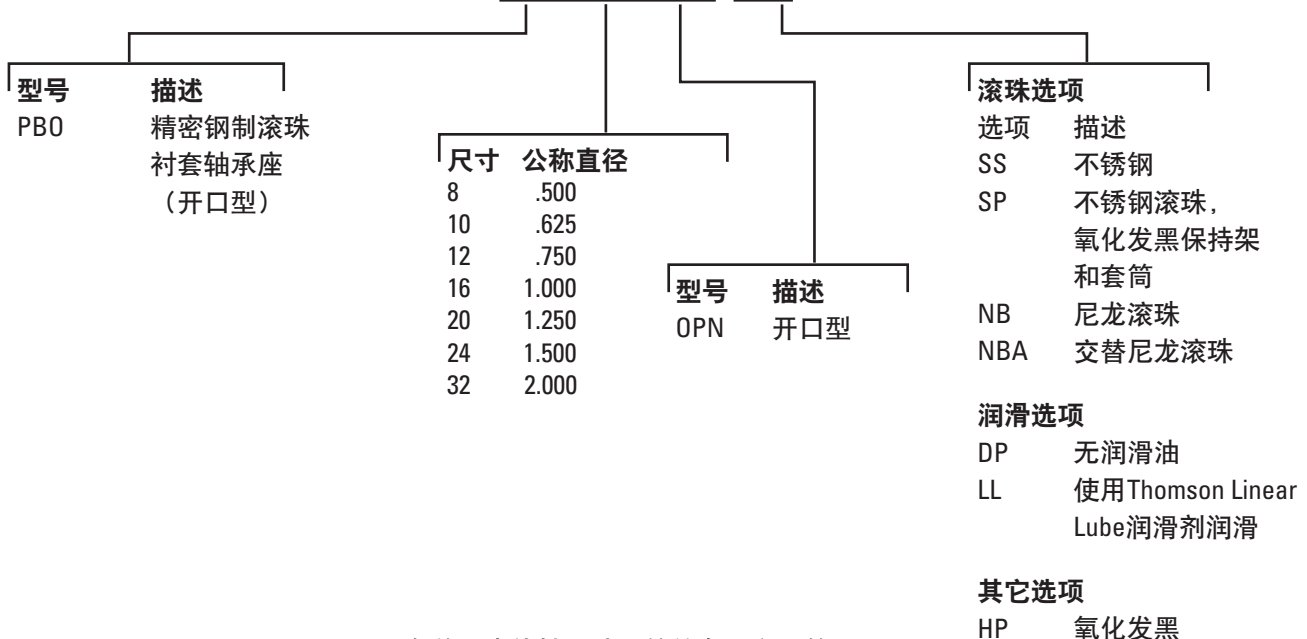 型号 描述
PBO 精密钢制滚珠
衬套轴承座
（开口型）
尺寸 公称直径
8 .500
10 .625
12 .750
16 1.000
20 1.250
24 1.500
32 2.000
型号 描述
OPN 开口型
滚珠选项
选项 描述
SS 不锈钢
SP 不锈钢滚珠，
氧化发黑保持架
和套筒
NB 尼龙滚珠
NBA 交替尼龙滚珠
润滑选项
DP 无润滑油
LL 使用Thomson Linear
Lube润滑剂润滑
其它选项
HP 氧化发黑